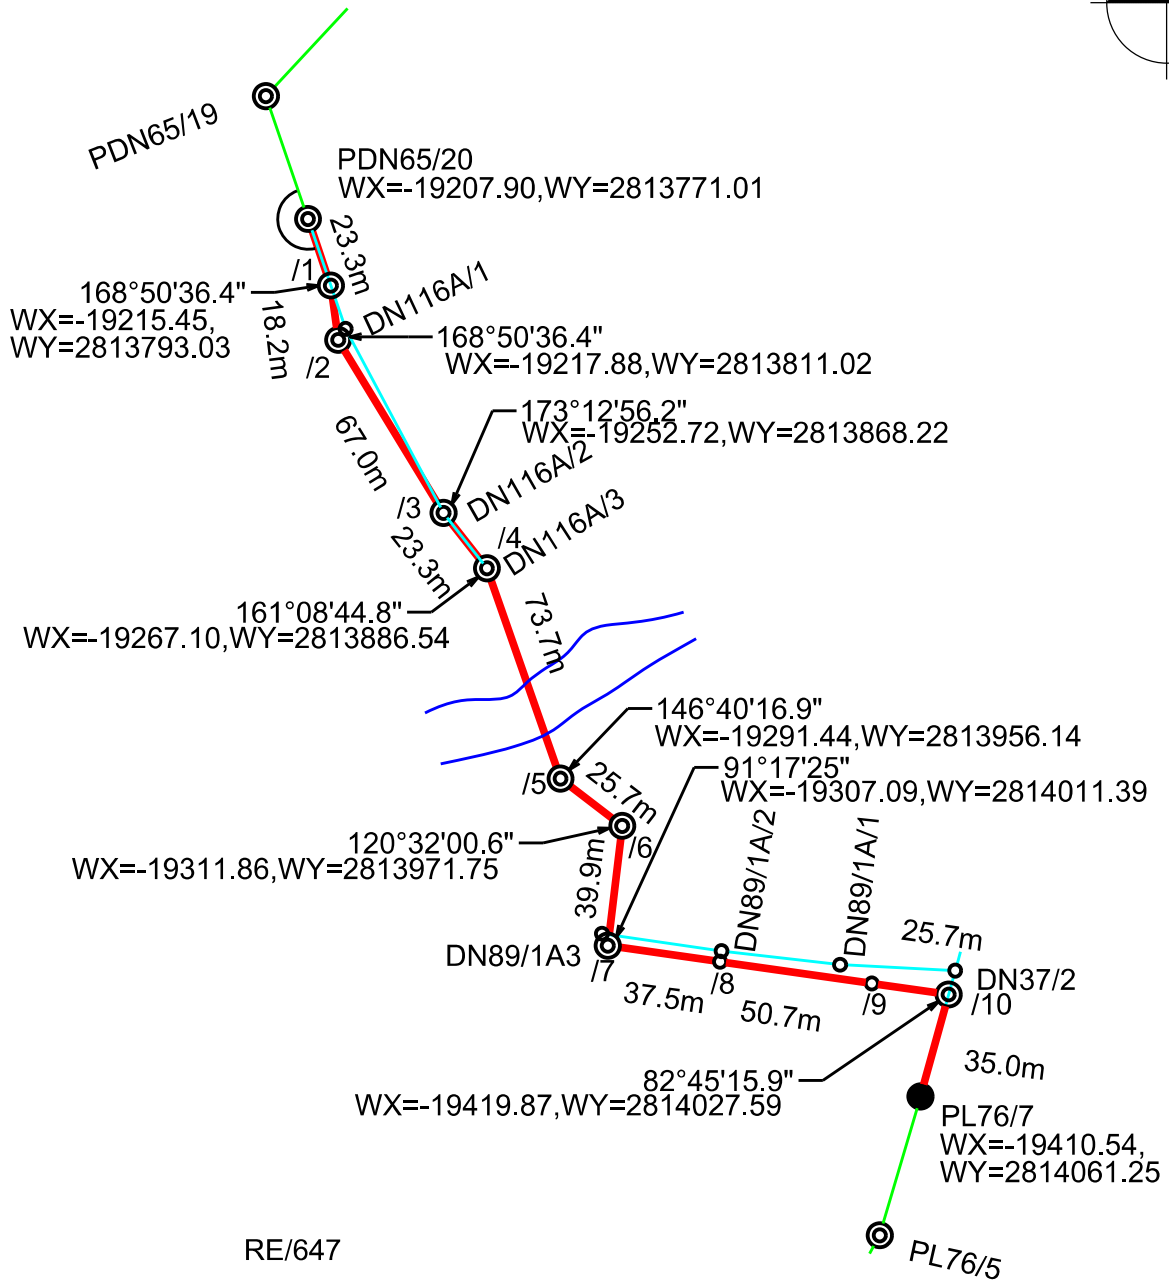 PDN65/19
PDN65/20
WX=-19207.90,WY=2813771.01
23.3m
/1
168°50'36.4"
WX=-19215.45,
WY=2813793.03
18.2m
DN116A/1
/2
168°50'36.4"
WX=-19217.88,WY=2813811.02
173°12'56.2"
WX=-19252.72,WY=2813868.22
67.0m
DN116A/2
/3
/4
DN116A/3
23.3m
161°08'44.8"
WX=-19267.10,WY=2813886.54
73.7m
146°40'16.9"
WX=-19291.44,WY=2813956.14
91°17'25"
WX=-19307.09,WY=2814011.39
/5
25.7m
120°32'00.6"
WX=-19311.86,WY=2813971.75
/6
39.9m
DN89/1A/2
DN89/1A/1
25.7m
DN89/1A3
/7
/8
/9
DN37/2
/10
37.5m
50.7m
35.0m
82°45'15.9"
WX=-19419.87,WY=2814027.59
PL76/7
WX=-19410.54,
WY=2814061.25
RE/647
PL76/5